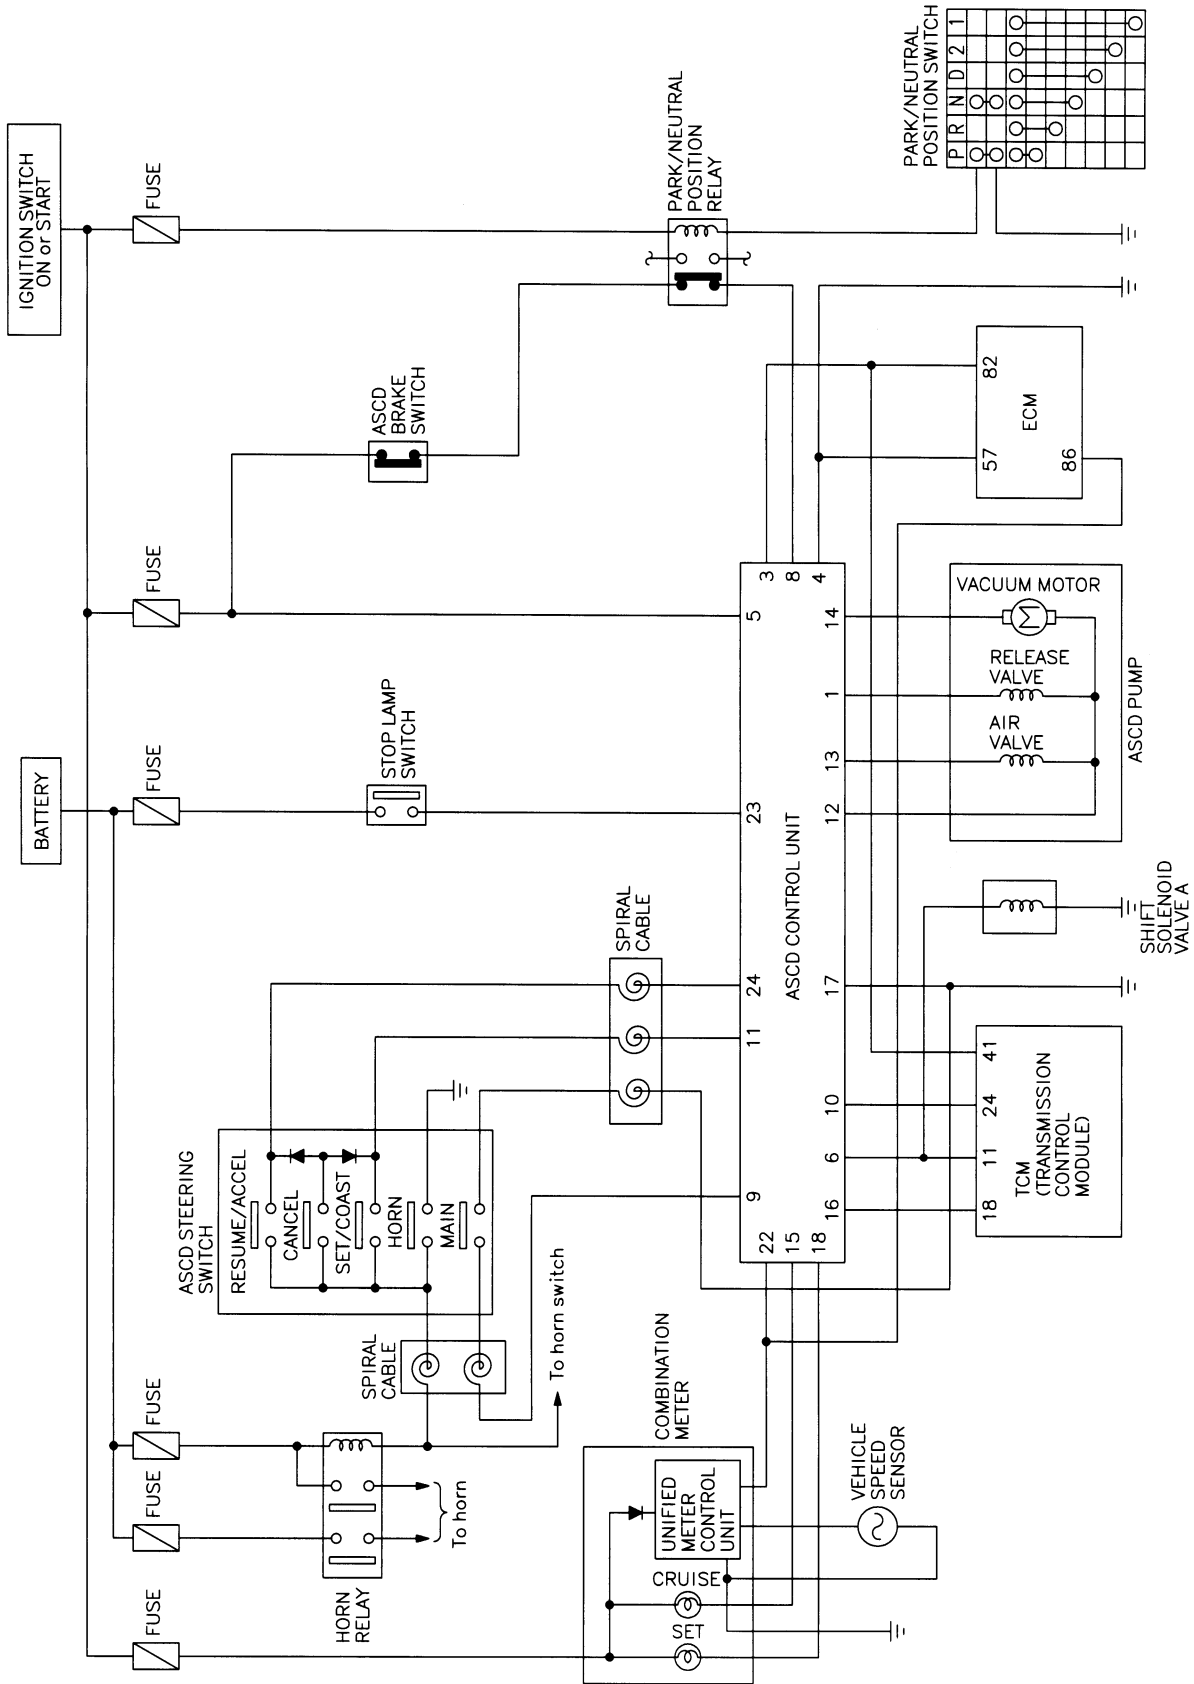 IGNITION SWITCH
ON or START
BATTERY
FUSE
FUSE
FUSE
FUSE
FUSE
FUSE
PARK/NEUTRAL
POSITION SWITCH
P R N D 2 1
PARK/NEUTRAL
POSITION
RELAY
ASCD
BRAKE
SWITCH
STOP LAMP
SWITCH
SPIRAL
CABLE
ASCD STEERING
SWITCH
RESUME/ACCEL
CANCEL
SET/COAST
HORN
MAIN
SPIRAL
CABLE
To horn switch
HORN
RELAY
To horn
COMBINATION
METER
UNIFIED
METER
CONTROL
UNIT
CRUISE
SET
VEHICLE
SPEED
SENSOR
ASCD CONTROL UNIT
9
11
24
23
5
3
8
4
22
15
18
16
6
10
17
12
13
1
14
ECM
82
57
86
VACUUM MOTOR
M
RELEASE
VALVE
AIR
VALVE
ASCD PUMP
SHIFT
SOLENOID
VALVE A
18
11
24
41
TCM
(TRANSMISSION
CONTROL
MODULE)